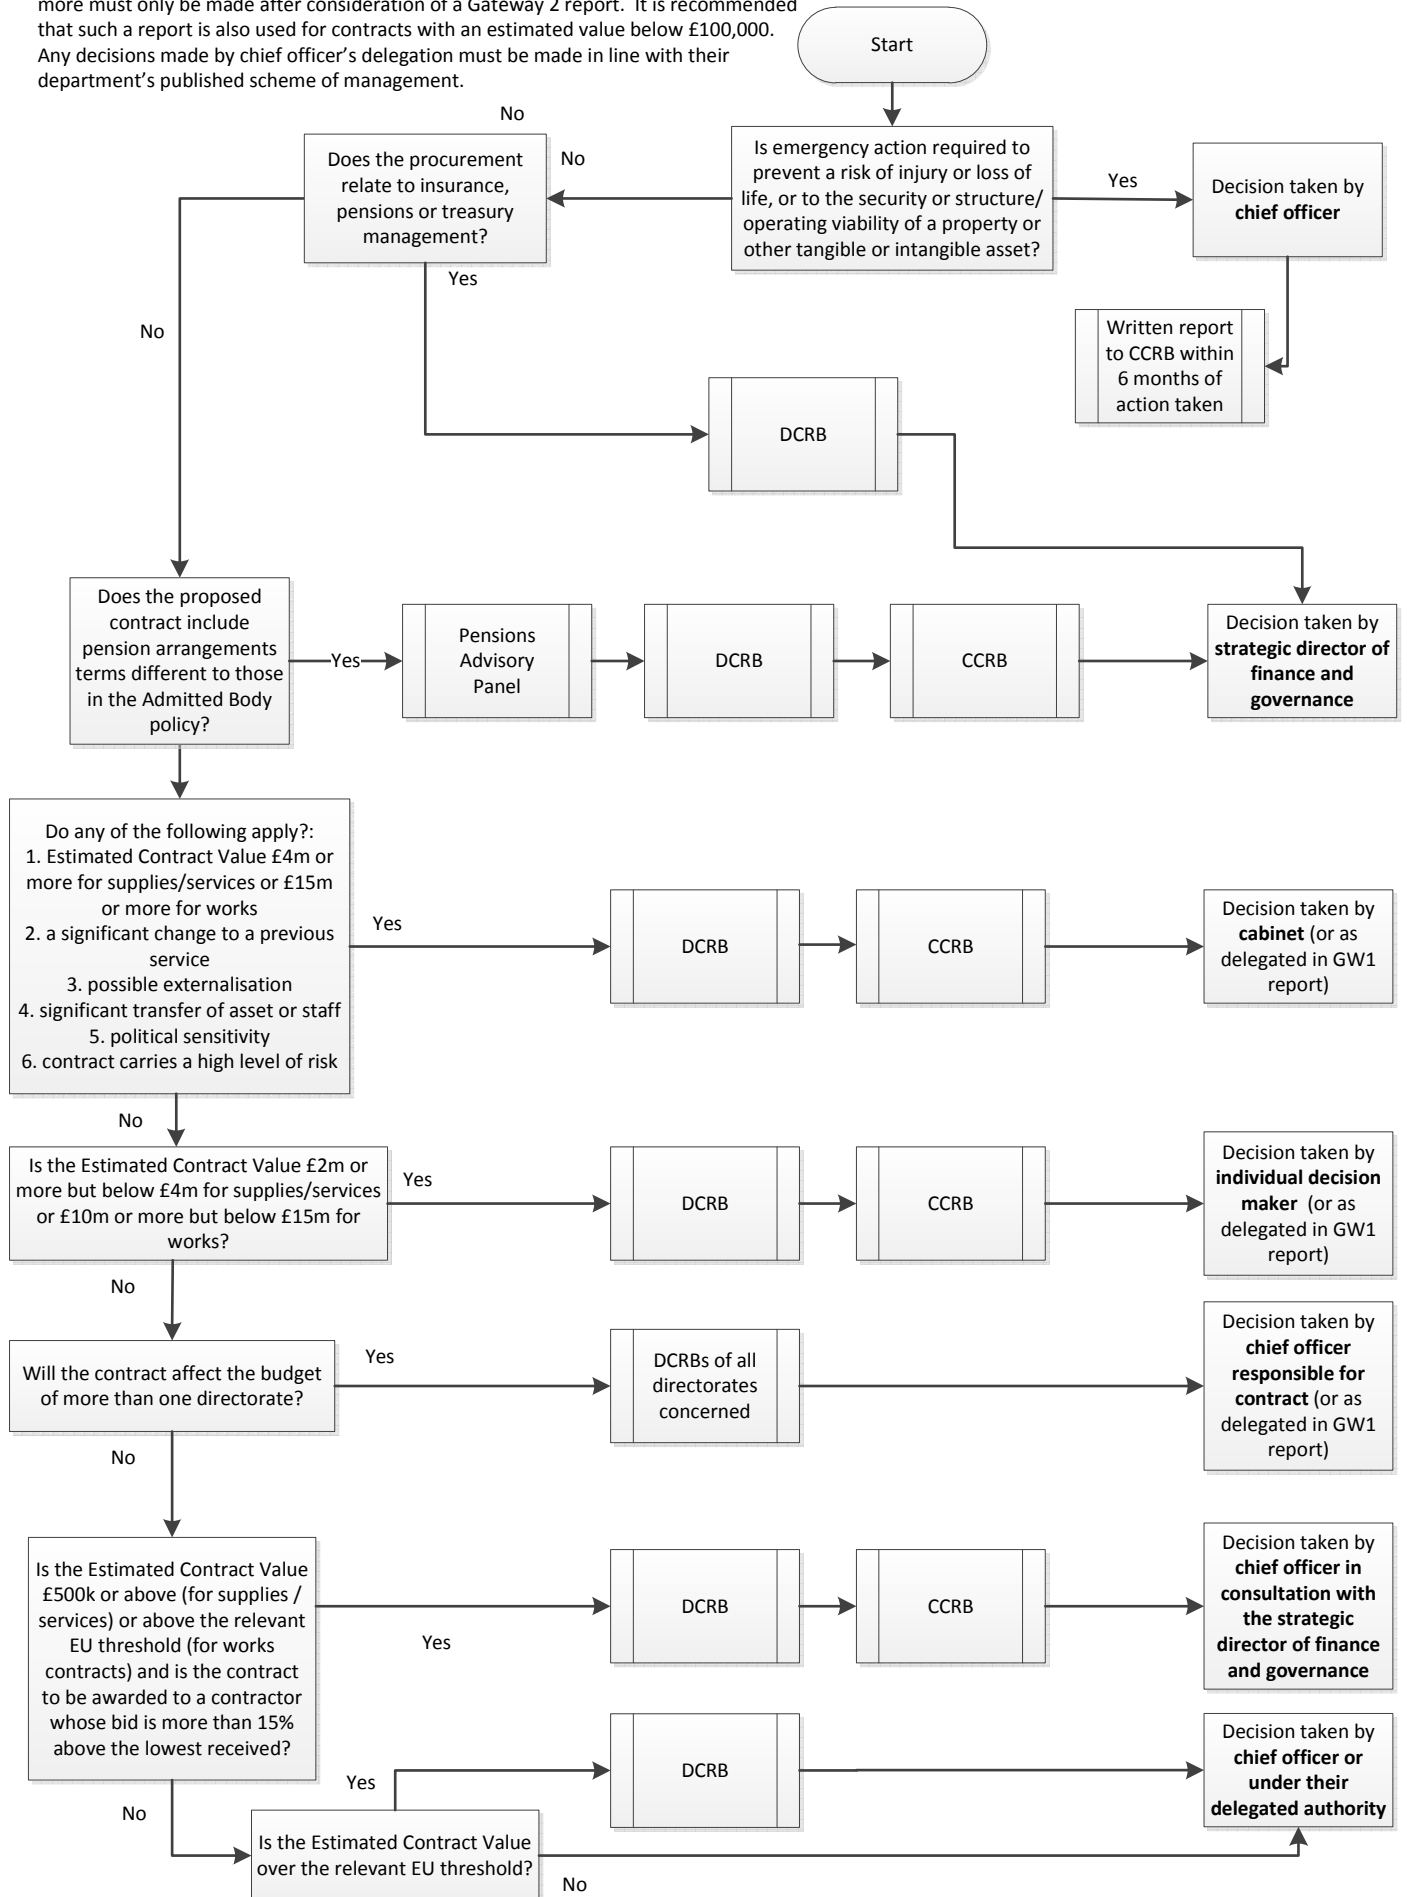 more must only be made after consideration of a Gateway 2 report.  It is recommended
that such a report is also used for contracts with an estimated value below £100,000.
Any decisions made by chief officer’s delegation must be made in line with their
department’s published scheme of management.
Start
No
Does the procurement
relate to insurance,
pensions or treasury
management?
No
Is emergency action required to
prevent a risk of injury or loss of
life, or to the security or structure/
operating viability of a property or
other tangible or intangible asset?
Yes
Decision taken by
chief officer
Yes
No
Written report
to CCRB within
6 months of
action taken
DCRB
Does the proposed
contract include
pension arrangements
terms different to those
in the Admitted Body
policy?
Yes
Pensions
Advisory
Panel
DCRB
CCRB
Decision taken by
strategic director of
finance and
governance
Do any of the following apply?:
1. Estimated Contract Value £4m or
more for supplies/services or £15m
or more for works
2. a significant change to a previous
service
3. possible externalisation
4. significant transfer of asset or staff
5. political sensitivity
6. contract carries a high level of risk
Yes
DCRB
CCRB
Decision taken by
cabinet (or as
delegated in GW1
report)
No
Is the Estimated Contract Value £2m or
more but below £4m for supplies/services
or £10m or more but below £15m for
works?
Yes
DCRB
CCRB
Decision taken by
individual decision
maker  (or as
delegated in GW1
report)
No
Will the contract affect the budget
of more than one directorate?
Yes
DCRBs of all
directorates
concerned
Decision taken by
chief officer
responsible for
contract (or as
delegated in GW1
report)
No
Is the Estimated Contract Value
£500k or above (for supplies /
services) or above the relevant
EU threshold (for works
contracts) and is the contract
to be awarded to a contractor
whose bid is more than 15%
above the lowest received?
Yes
DCRB
CCRB
Decision taken by
chief officer in
consultation with
the strategic
director of finance
and governance
No
Is the Estimated Contract Value
over the relevant EU threshold?
Yes
DCRB
Decision taken by
chief officer or
under their
delegated authority
No